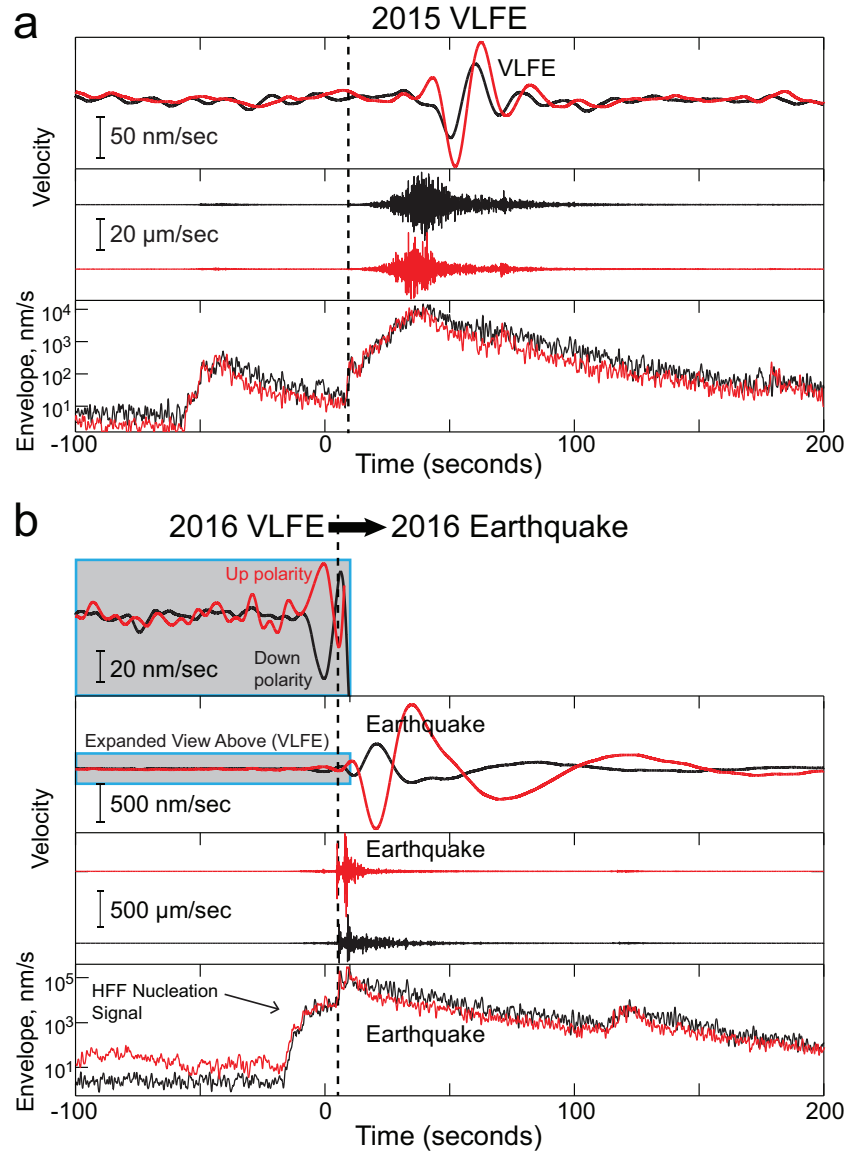 a
2015 VLFE
VLFE
50 nm/sec
Velocity
20 μm/sec
Envelope, nm/s
10⁴
10³
10²
10¹
-100
0
100
200
Time (seconds)
b
2016 VLFE
2016 Earthquake
Up polarity
20 nm/sec
Down
polarity
Earthquake
Expanded View Above (VLFE)
500 nm/sec
Velocity
Earthquake
500 μm/sec
Envelope, nm/s
10⁵
HFF Nucleation
Signal
10³
Earthquake
10¹
-100
0
100
200
Time (seconds)